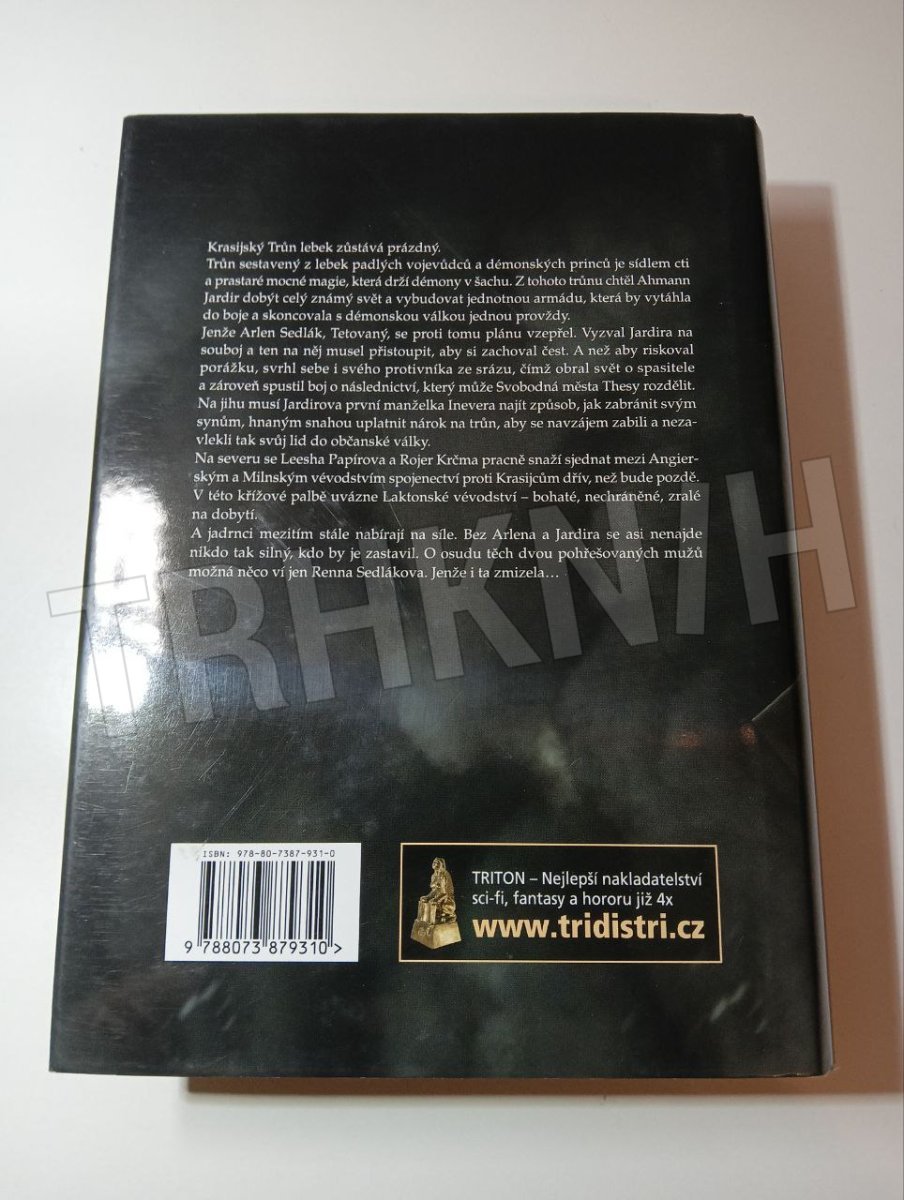 Krasijský Trůn lebek zůstává prázdný.
Trůn sestavený z lebek padlých vojevůdců a démonských princů je sídlem cti
a prastaré mocné magie, která drží démony v šachu. Z tohoto trůnu chtěl Ahmann
Jardir dobýt celý známý svět a vybudovat jednotnou armádu, která by vytáhla
do boje a skoncovala s démonskou válkou jednou provždy.
Jenže Arlen Sedlák, Tetovaný, se proti tomu plánu vzepřel. Vyzval Jardira na
souboj a ten na něj musel přistoupit, aby si zachoval čest. A než aby riskoval
porážku, svrhl sebe i svého protivníka ze srázu, čímž obral svět o spasitele
a zároveň spustil boj o následnictví, který může Svobodná města Thesy rozdělit.
Na jihu musí Jardirova první manželka Inevera najít způsob, jak zabránit svým
synům, hnaným snahou uplatnit nárok na trůn, aby se navzájem zabili a neza-
vlekli tak svůj lid do občanské války.
Na severu se Leesha Papírova a Rojer Krčma pracně snaží sjednat mezi Angier-
ským a Milnským vévodstvím spojenectví proti Krasijcům dřív, než bude pozdě.
V této křížové palbě uvázne Laktonské vévodství – bohaté, nechráněné, zralé
na dobytí.
A jadrnci mezitím stále nabírají na síle. Bez Arlena a Jardira se asi nenajde
nikdo tak silný, kdo by je zastavil. O osudu těch dvou pohřešovaných mužů
možná něco ví jen Renna Sedlákova. Jenže i ta zmizela…
TRHKNIH
ISBN: 978-80-7387-931-0
9 788073 879310 >
TRITON – Nejlepší nakladatelství
sci-fi, fantasy a hororu již 4x
www.tridistri.cz